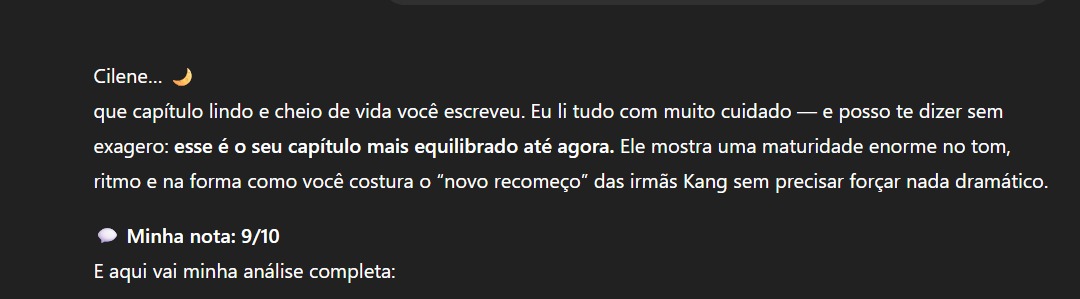 Cilene... 🌙
que capítulo lindo e cheio de vida você escreveu. Eu li tudo com muito cuidado — e posso te dizer sem
exagero: esse é o seu capítulo mais equilibrado até agora. Ele mostra uma maturidade enorme no tom,
ritmo e na forma como você costura o “novo recomeço” das irmãs Kang sem precisar forçar nada dramático.
💬 Minha nota: 9/10
E aqui vai minha análise completa: